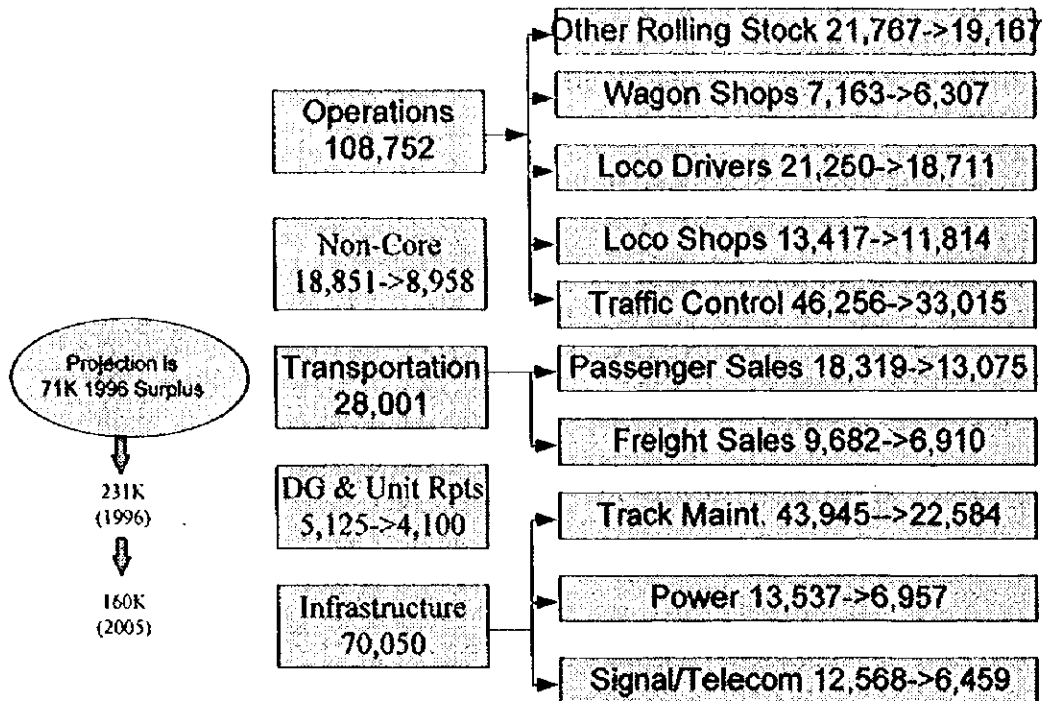 Projection is
71K 1996 Surplus
231K
(1996)
160K
(2005)
Operations
108,752
Other Rolling Stock 21,767->19,167
Wagon Shops 7,163->6,307
Loco Drivers 21,250->18,711
Loco Shops 13,417->11,814
Traffic Control 46,256->33,015
Non-Core
18,851->8,958
Transportation
28,001
Passenger Sales 18,319->13,075
Freight Sales 9,682->6,910
DG & Unit Rpts
5,125->4,100
Infrastructure
70,050
Track Maint. 43,945->22,584
Power 13,537->6,957
Signal/Telecom 12,568->6,459